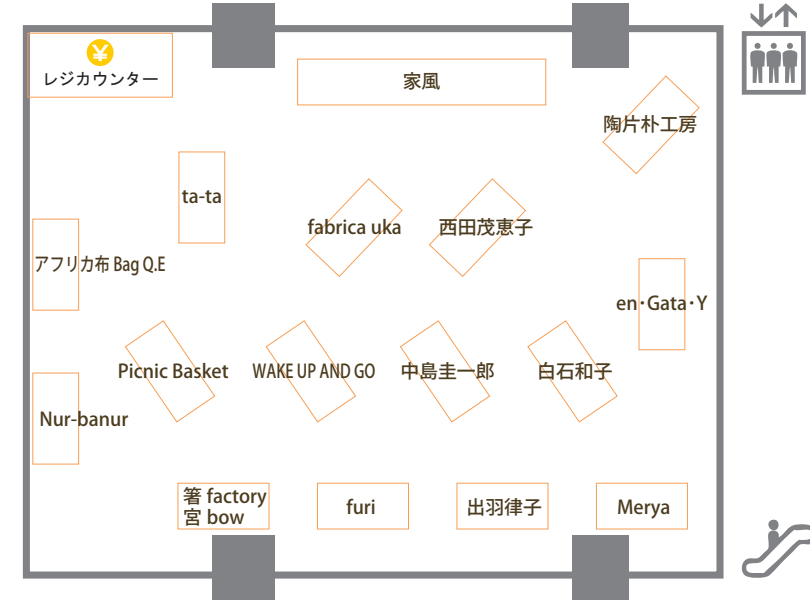 ¥
レジカウンター
家風
陶片朴工房
ta-ta
fabrica uka
西田茂恵子
アフリカ布 Bag Q.E
en・Gata・Y
Picnic Basket
WAKE UP AND GO
中島圭一郎
白石和子
Nur-banur
箸 factory
宮 bow
furi
出羽律子
Merya